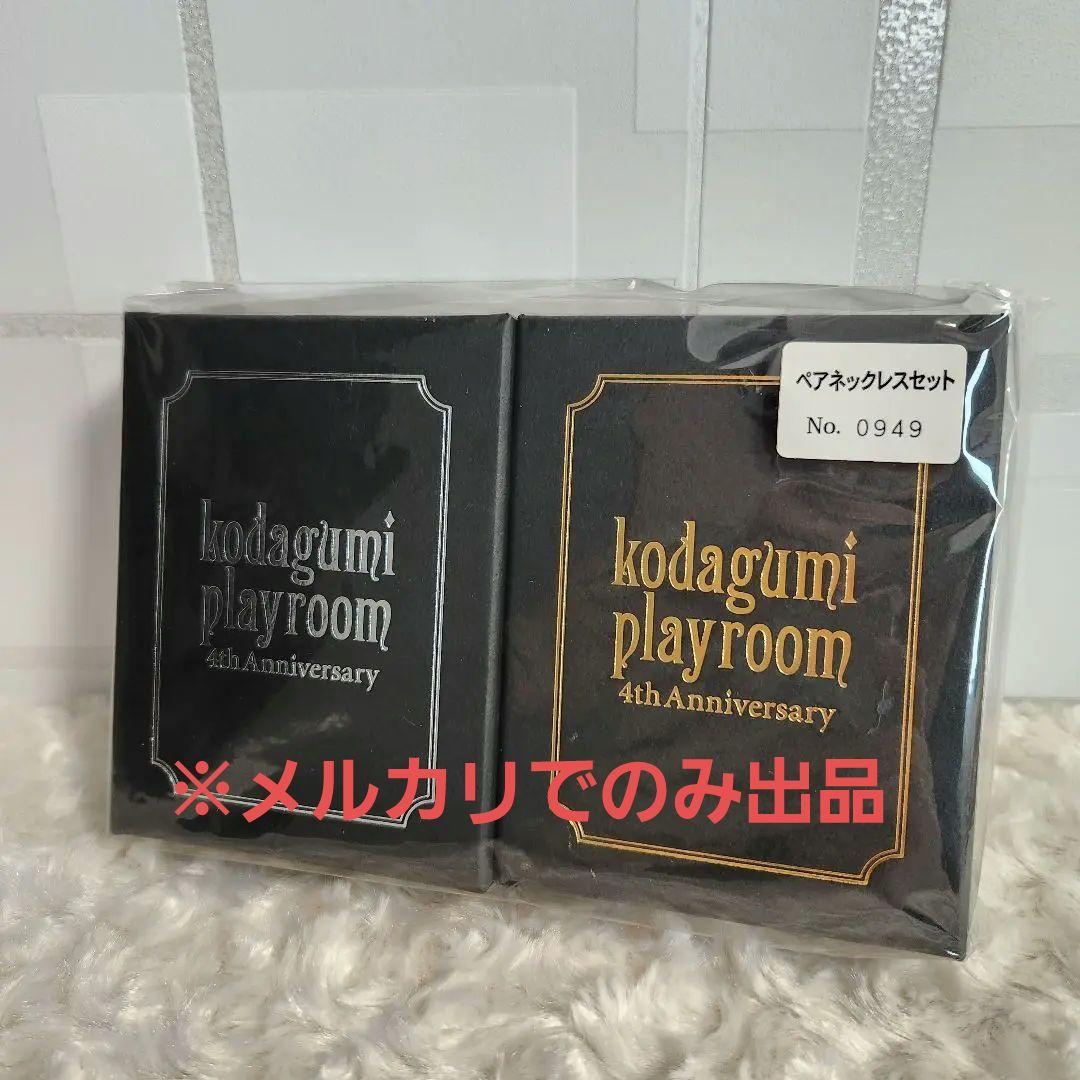 kodagumi
playroom
4th Anniversary
ペアネックレスセット
No. 0949
kodagumi
playroom
4th Anniversary
※メルカリでのみ出品